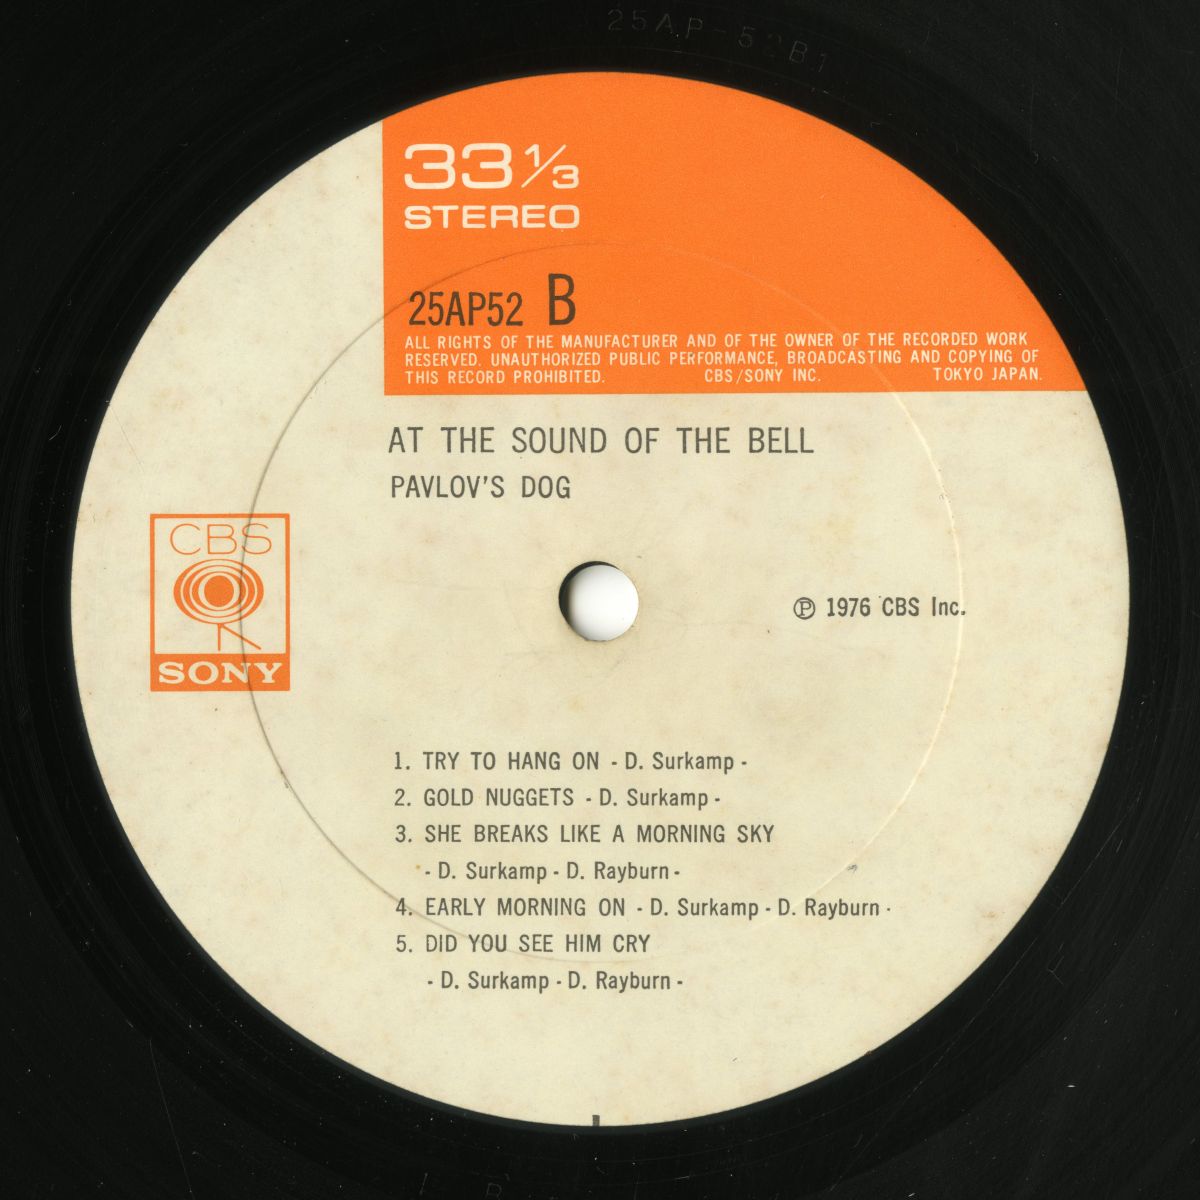 25AP-52B1
33 1/3
STEREO
25AP52 B
ALL RIGHTS OF THE MANUFACTURER AND OF THE OWNER OF THE RECORDED WORK
RESERVED. UNAUTHORIZED PUBLIC PERFORMANCE, BROADCASTING AND COPYING OF
THIS RECORD PROHIBITED. CBS/SONY INC. TOKYO JAPAN.
AT THE SOUND OF THE BELL
PAVLOV'S DOG
CBS
SONY
℗ 1976 CBS Inc.
1. TRY TO HANG ON - D. Surkamp -
2. GOLD NUGGETS - D. Surkamp -
3. SHE BREAKS LIKE A MORNING SKY
- D. Surkamp - D. Rayburn -
4. EARLY MORNING ON - D. Surkamp - D. Rayburn -
5. DID YOU SEE HIM CRY
- D. Surkamp - D. Rayburn -